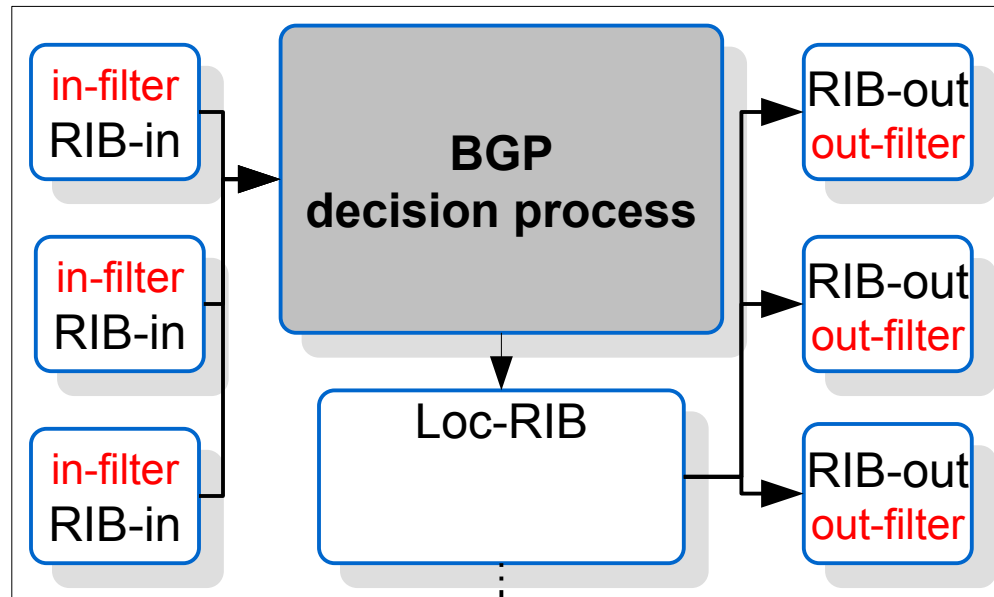 in-filter
RIB-in
in-filter
RIB-in
in-filter
RIB-in
BGP
decision process
Loc-RIB
RIB-out
out-filter
RIB-out
out-filter
RIB-out
out-filter